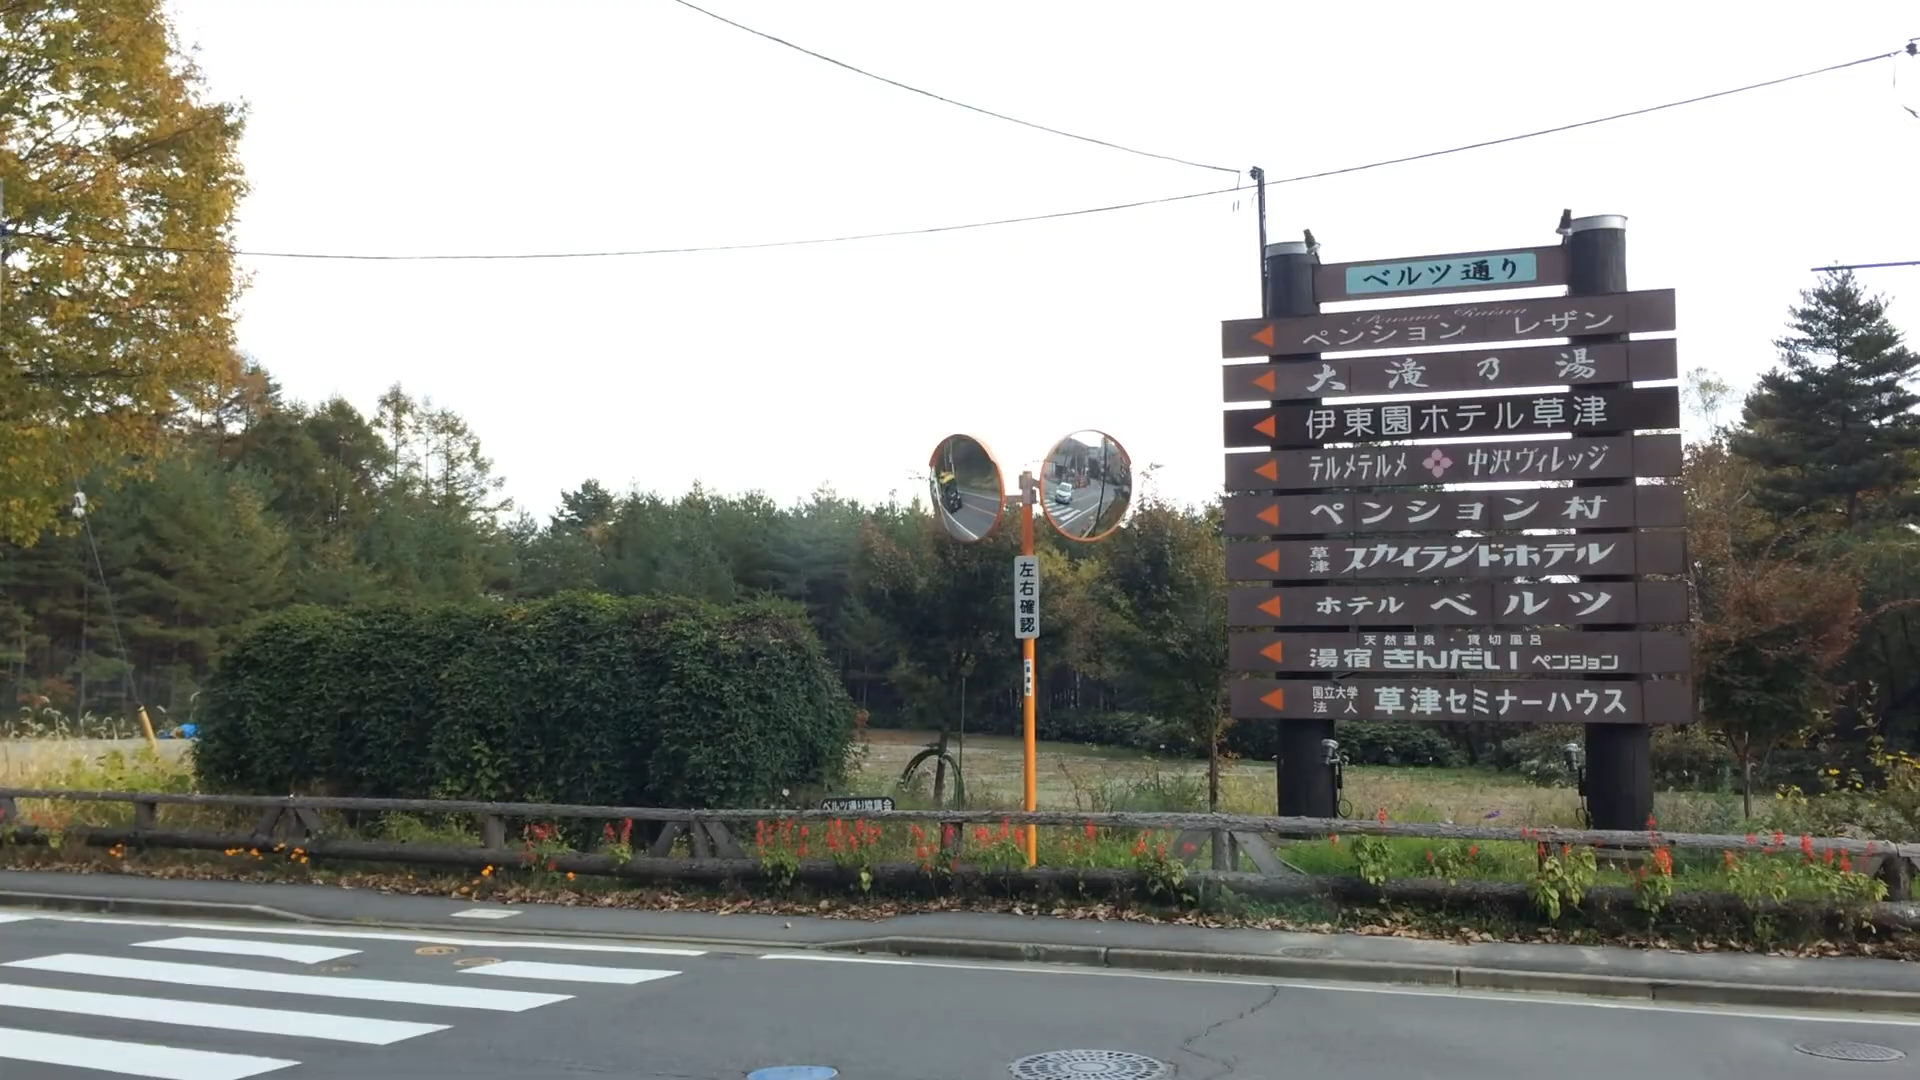 ベルツ通り
Pension Raisin
ペンション レザン
大滝乃湯
伊東園ホテル草津
テルメテルメ 中沢ヴィレッジ
ペンション村
草津 スカイランドホテル
ホテル ベルツ
天然温泉・貸切風呂
湯宿 きんだい ペンション
国立大学法人 草津セミナーハウス
左右確認
ベルツ通り協議会